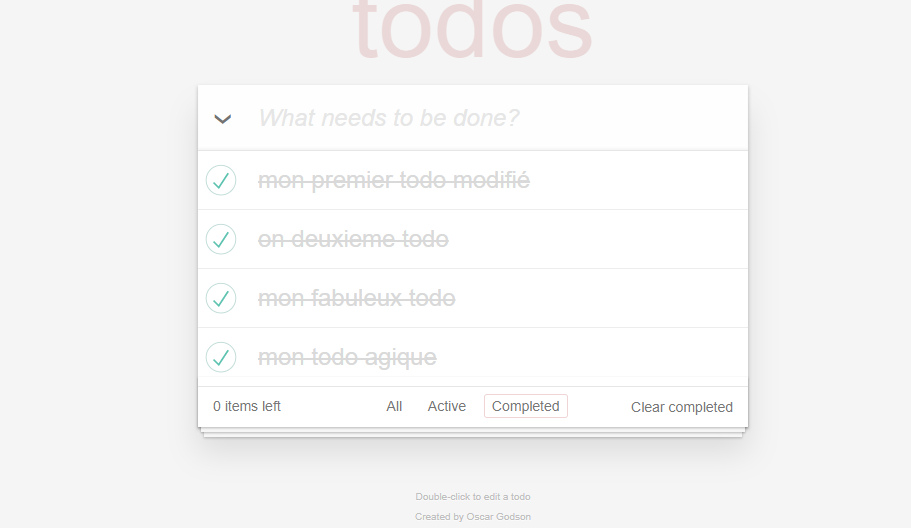 todos
What needs to be done?
mon premier todo modifié
on deuxieme todo
mon fabuleux todo
mon todo agique
0 items left All Active Completed Clear completed
Double-click to edit a todo
Created by Oscar Godson